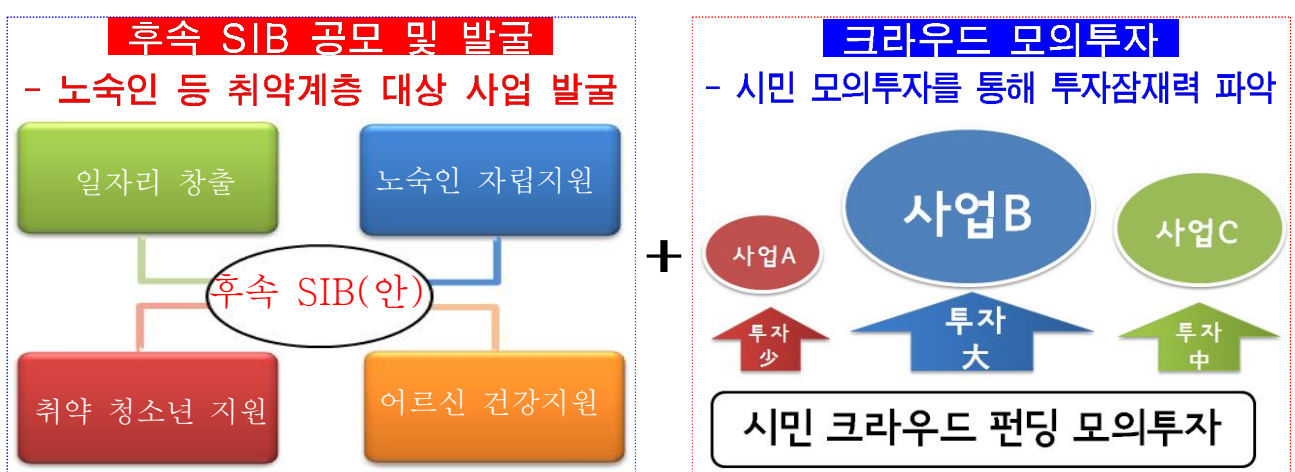 후속 SIB 공모 및 발굴
- 노숙인 등 취약계층 대상 사업 발굴
일자리 창출
노숙인 자립지원
후속 SIB(안)
취약 청소년 지원
어르신 건강지원
+
크라우드 모의투자
- 시민 모의투자를 통해 투자잠재력 파악
사업A
사업B
사업C
투자
少
투자
大
투자
中
시민 크라우드 펀딩 모의투자